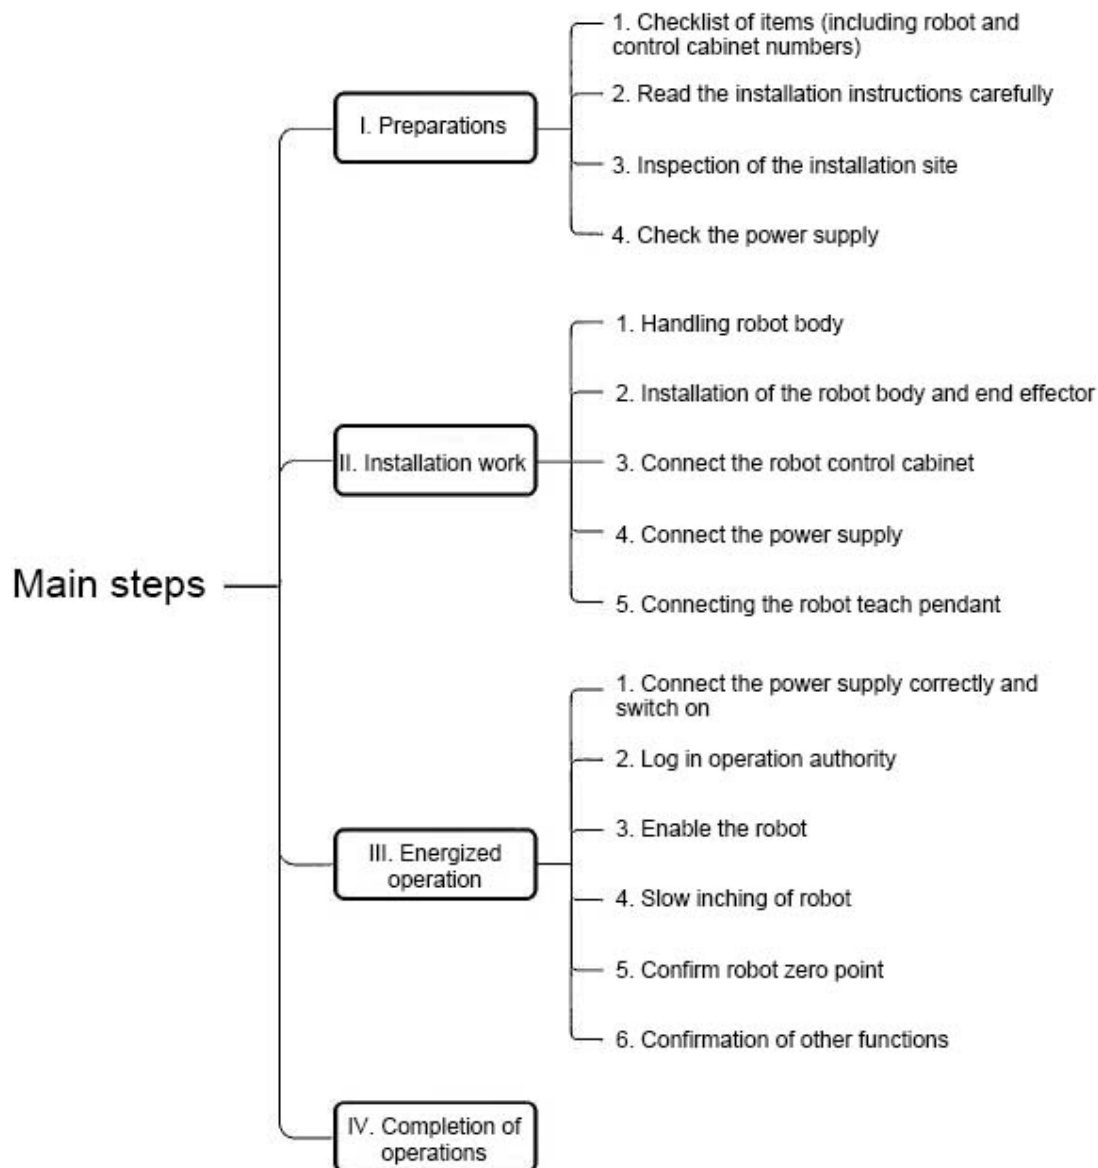 Main steps
I. Preparations
1. Checklist of items (including robot and
control cabinet numbers)
2. Read the installation instructions carefully
3. Inspection of the installation site
4. Check the power supply
II. Installation work
1. Handling robot body
2. Installation of the robot body and end effector
3. Connect the robot control cabinet
4. Connect the power supply
5. Connecting the robot teach pendant
III. Energized
operation
1. Connect the power supply correctly and
switch on
2. Log in operation authority
3. Enable the robot
4. Slow inching of robot
5. Confirm robot zero point
6. Confirmation of other functions
IV. Completion of
operations